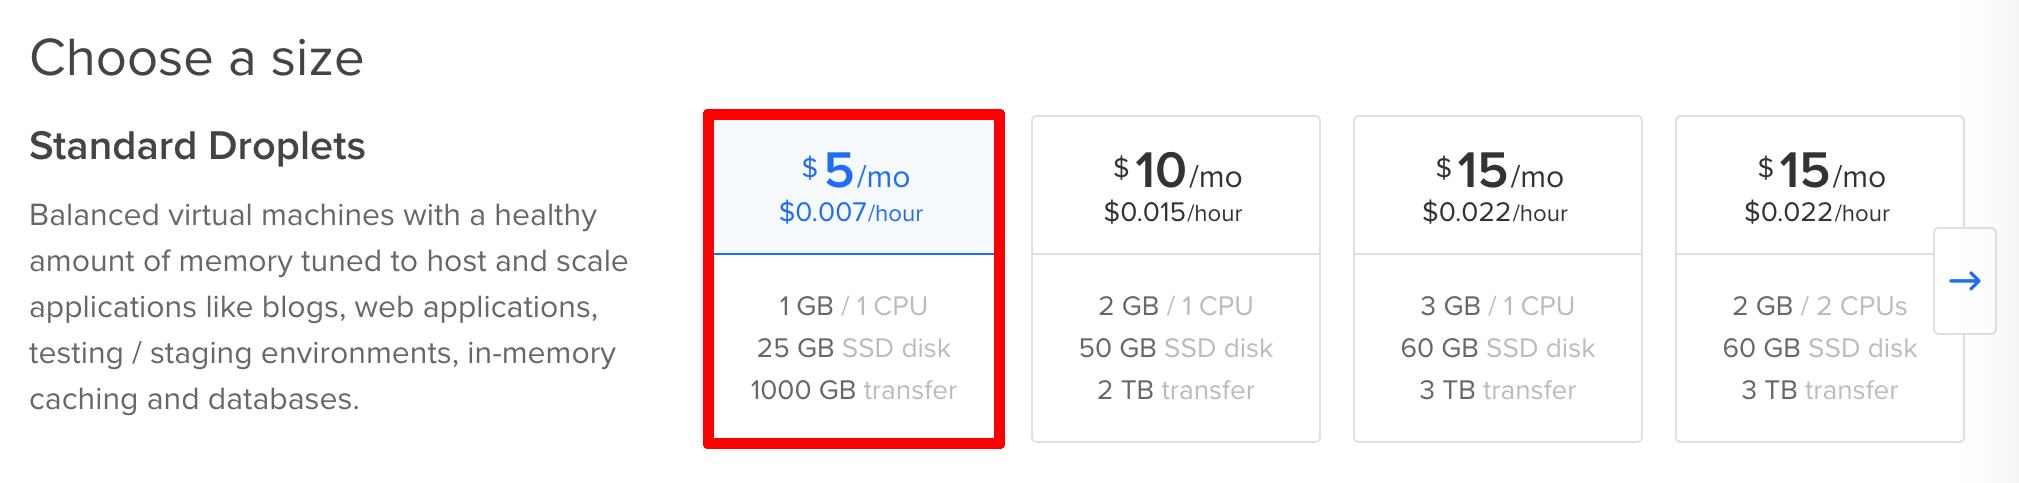 Choose a size
Standard Droplets
Balanced virtual machines with a healthy
amount of memory tuned to host and scale
applications like blogs, web applications,
testing / staging environments, in-memory
caching and databases.
$5/mo
$0.007/hour
1 GB / 1 CPU
25 GB SSD disk
1000 GB transfer
$10/mo
$0.015/hour
2 GB / 1 CPU
50 GB SSD disk
2 TB transfer
$15/mo
$0.022/hour
3 GB / 1 CPU
60 GB SSD disk
3 TB transfer
$15/mo
$0.022/hour
2 GB / 2 CPUs
60 GB SSD disk
3 TB transfer